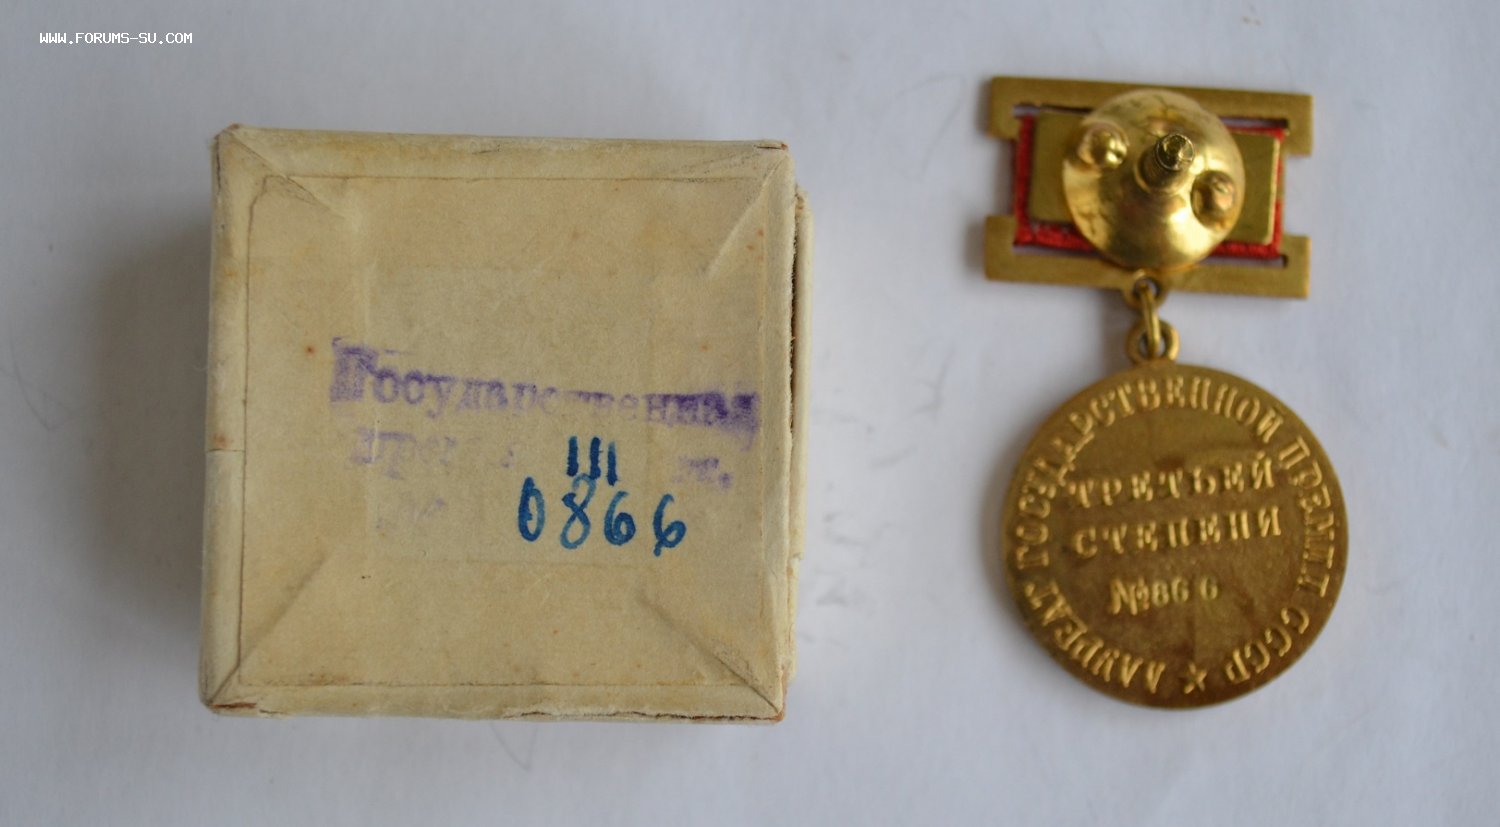 WWW.FORUMS-SU.COM
Государственная
III
0866
ЛАУРЕАТ ГОСУДАРСТВЕННОЙ ПРЕМИИ СССР
ТРЕТЬЕЙ
СТЕПЕНИ
№866